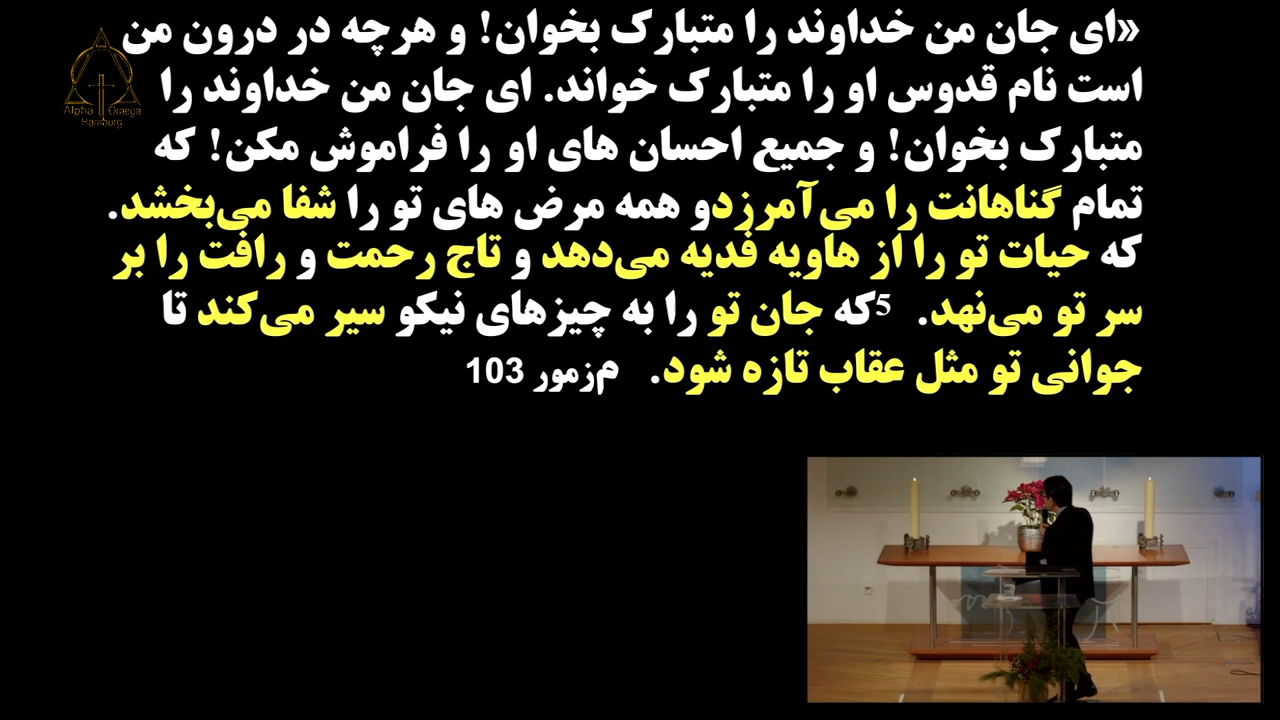 «ای جان من خداوند را متبارک بخوان! و هرچه در درون من
است نام قدوس او را متبارک خواند. ای جان من خداوند را
متبارک بخوان! و جمیع احسان های او را فراموش مکن! که
تمام گناهانت را می‌آمرزدو همه مرض های تو را شفا می‌بخشد.
که حیات تو را از هاویه فدیه می‌دهد و تاج رحمت و رافت را بر
سر تو می‌نهد. 5که جان تو را به چیزهای نیکو سیر می‌کند تا
جوانی تو مثل عقاب تازه شود. مزمور 103
Alpha Omega
Hamburg